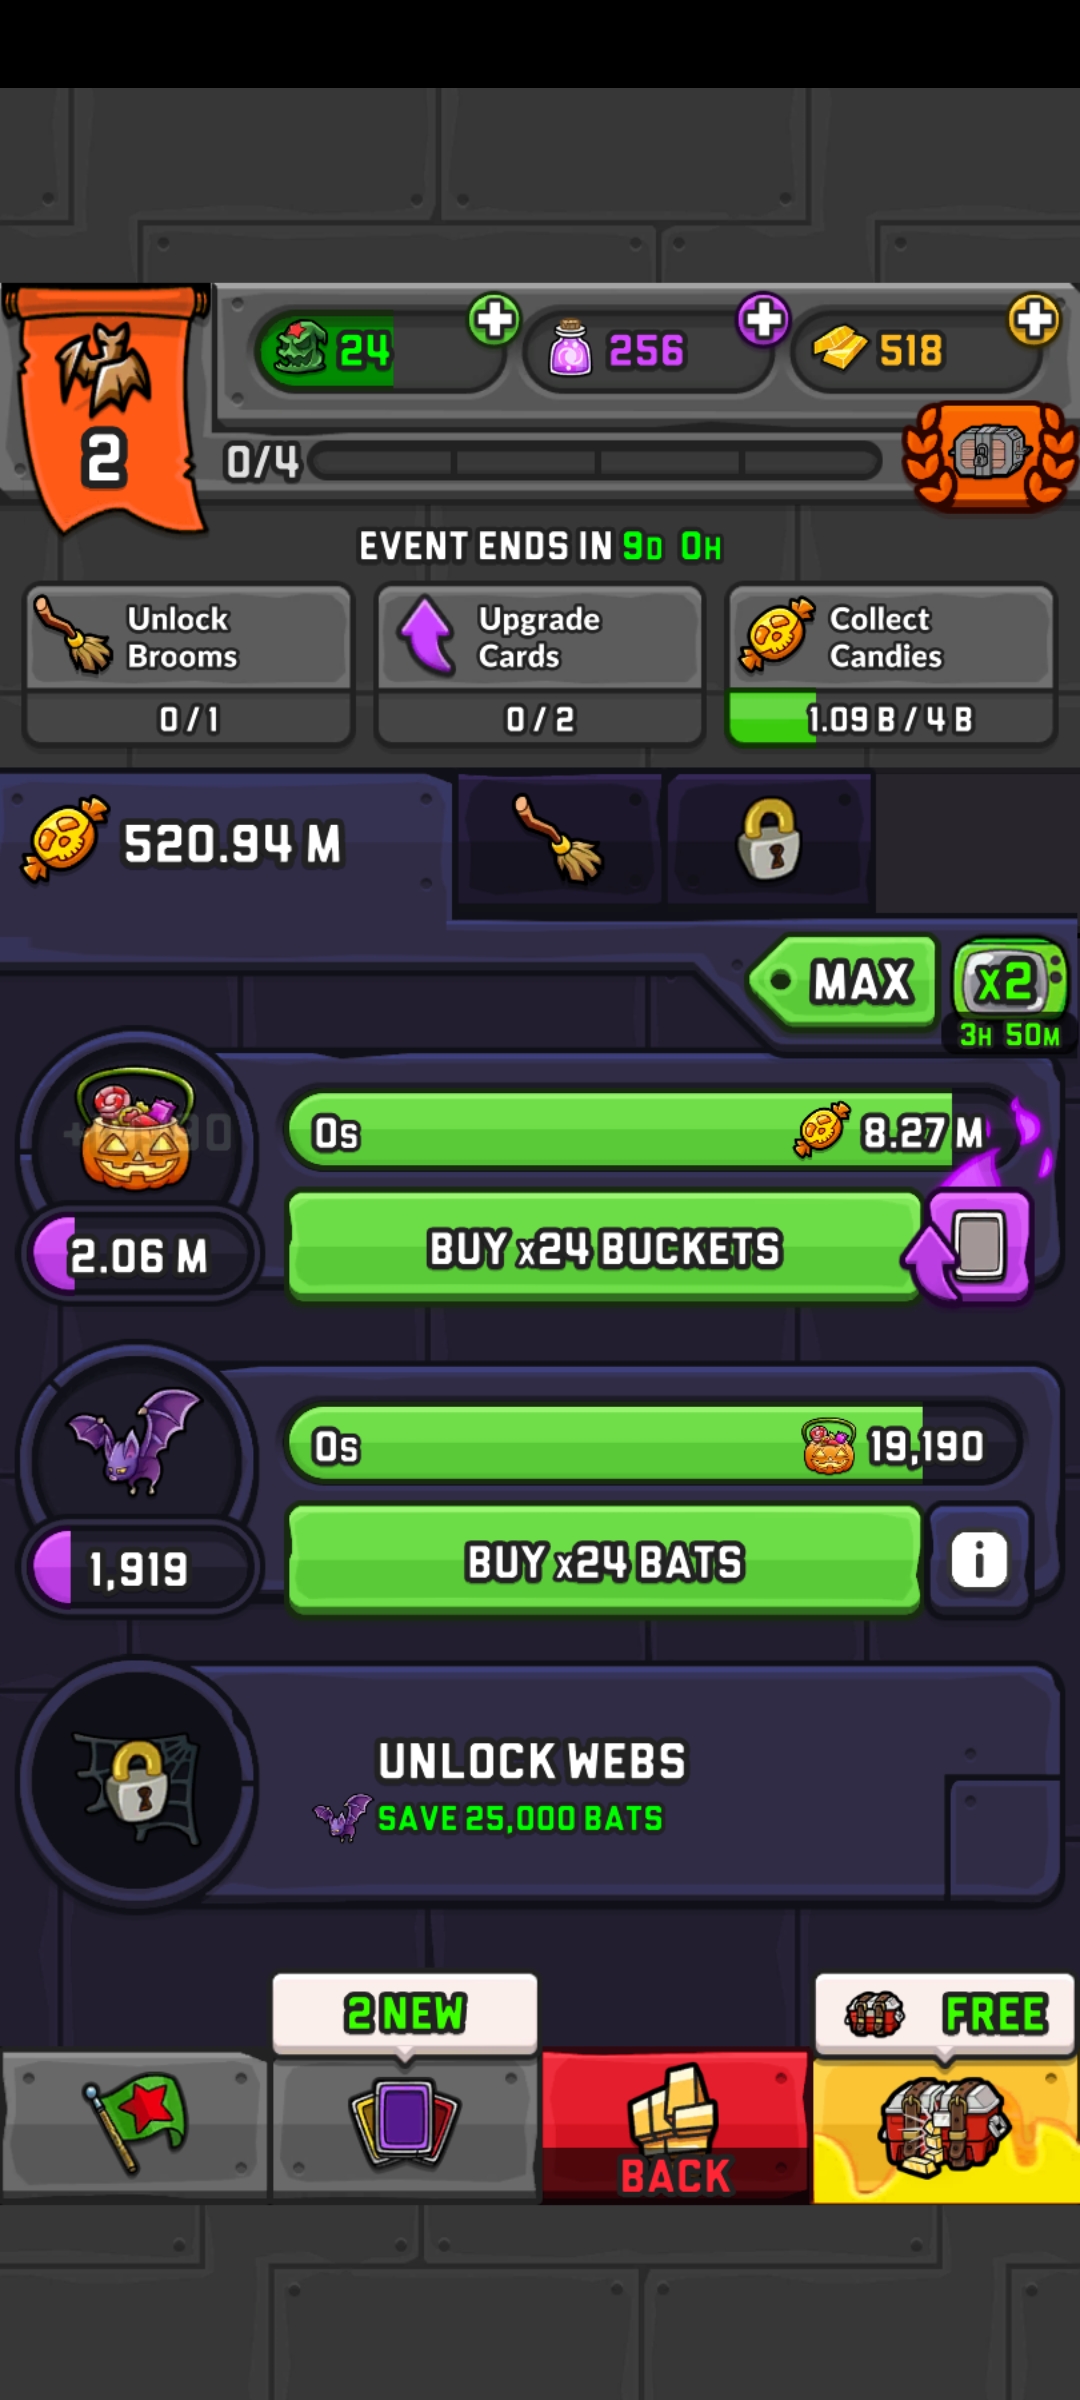 24
256
518
2
0/4
EVENT ENDS IN 9D 0H
Unlock
Brooms
0 / 1
Upgrade
Cards
0 / 2
Collect
Candies
1.09 B / 4 B
520.94 M
MAX
x2
3H 50M
0s
8.27 M
2.06 M
BUY x24 BUCKETS
0s
19,190
1,919
BUY x24 BATS
i
UNLOCK WEBS
SAVE 25,000 BATS
2 NEW
FREE
BACK